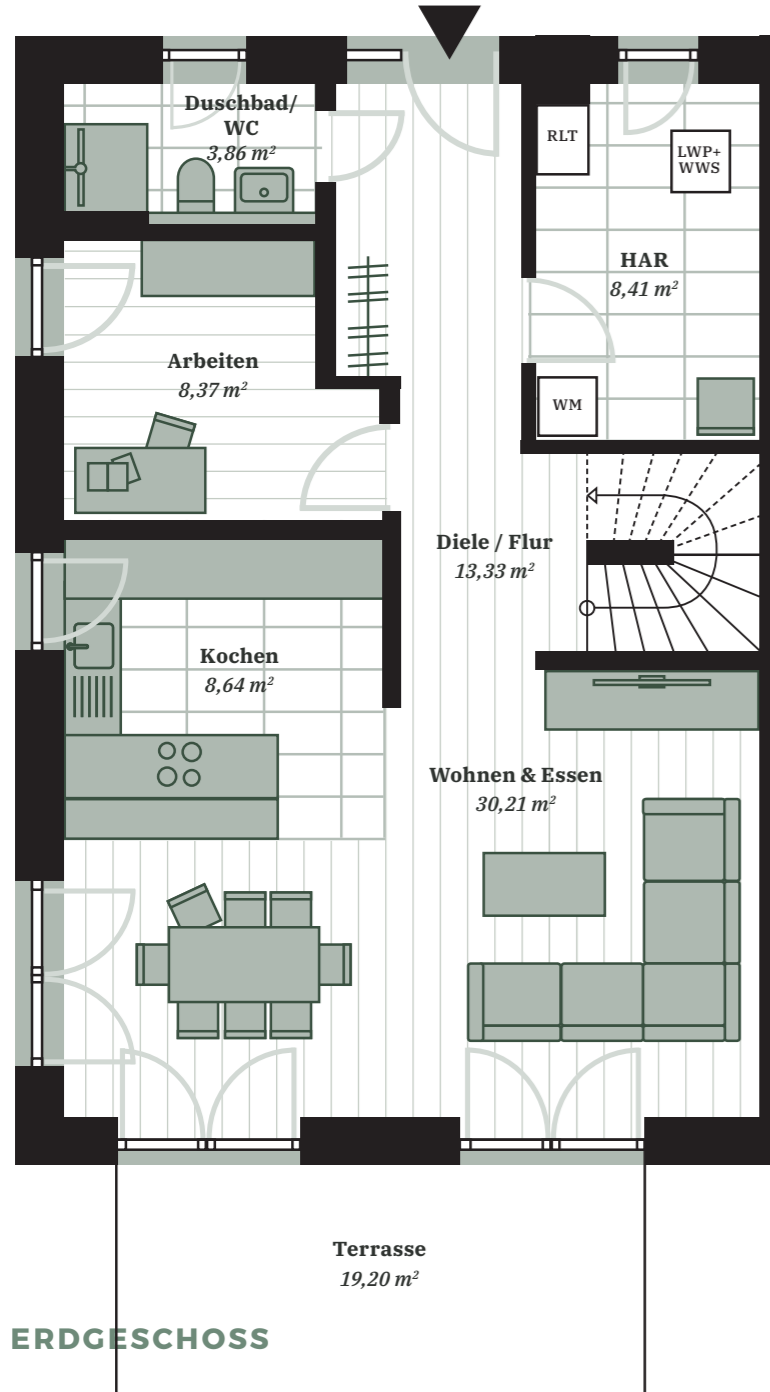 Duschbad/
WC
3,86 m²
RLT
LWP+
WWS
HAR
8,41 m²
Arbeiten
8,37 m²
WM
Diele / Flur
13,33 m²
Kochen
8,64 m²
Wohnen & Essen
30,21 m²
Terrasse
19,20 m²
ERDGESCHOSS